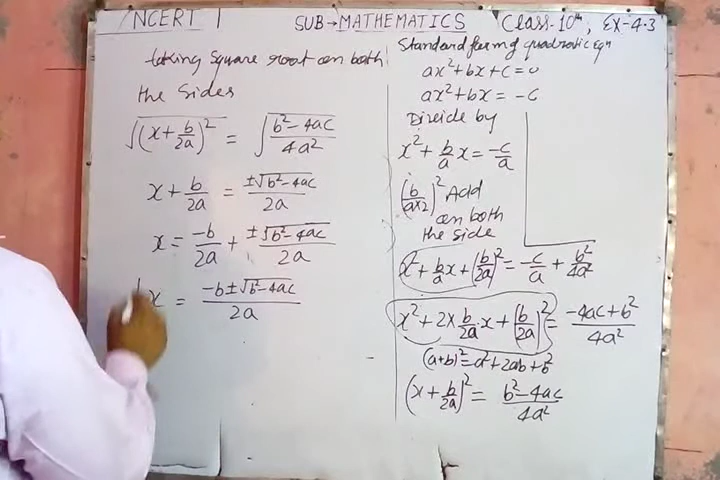 NCERT SUB→MATHEMATICS Class-10th, EX-4.3
Standard form of quadratic Eqn
ax²+bx+c=0
ax²+bx = -c
Divide by
x² + b/a x = -c/a
(b/a×2)² Add
on both
the side
x² + b/a x + (b/2a)² = -c/a + b²/4a²
x² + 2× b/2a · x + (b/2a)² = -4ac+b²/4a²
(a+b)² = a²+2ab+b²
(x + b/2a)² = b²-4ac/4a²
taking square root on both
the sides
√(x+b/2a)² = √b²-4ac/4a²
x + b/2a = ±√b²-4ac/2a
x = -b/2a + ±√b²-4ac/2a
x = -b±√b²-4ac/2a